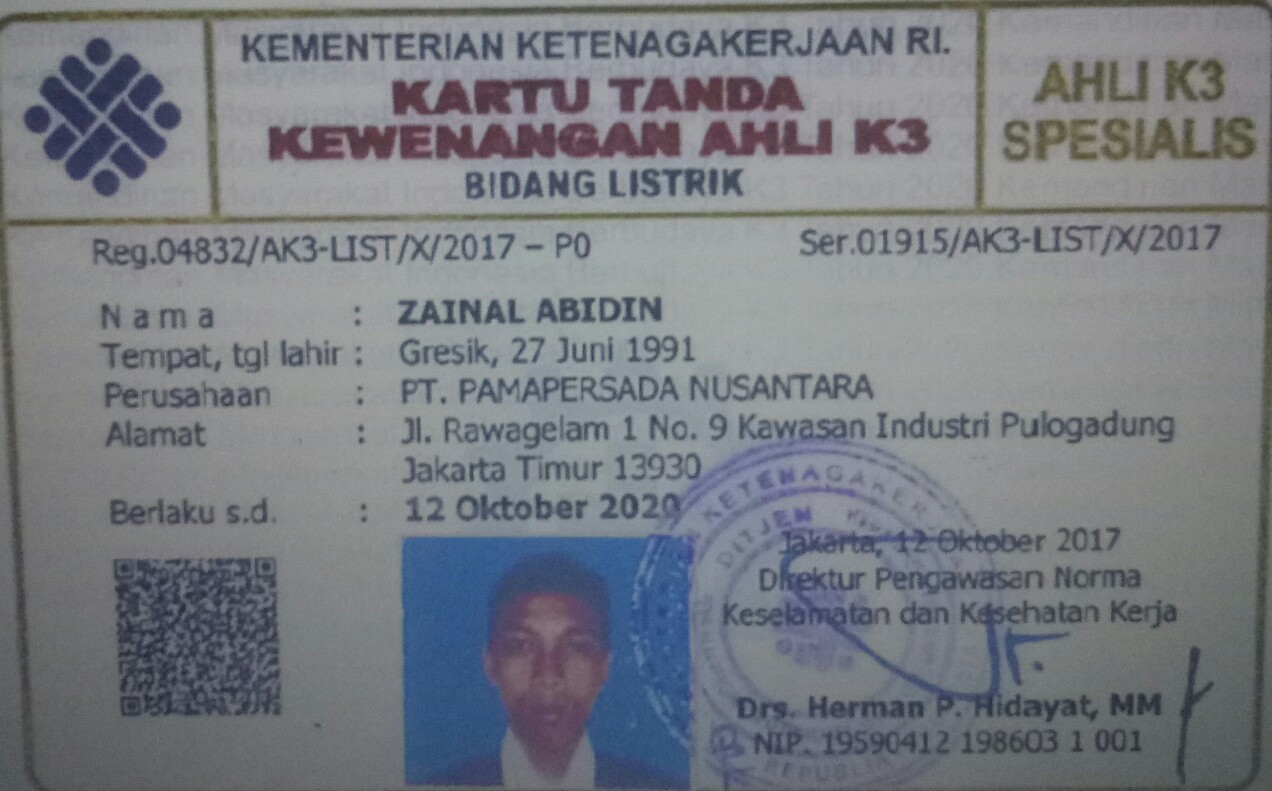 KEMENTERIAN KETENAGAKERJAAN RI.
KARTU TANDA
KEWENANGAN AHLI K3
BIDANG LISTRIK
AHLI K3
SPESIALIS
Reg.04832/AK3-LIST/X/2017 – P0
Ser.01915/AK3-LIST/X/2017
N a m a : ZAINAL ABIDIN
Tempat, tgl lahir : Gresik, 27 Juni 1991
Perusahaan : PT. PAMAPERSADA NUSANTARA
Alamat : Jl. Rawagelam 1 No. 9 Kawasan Industri Pulogadung
Jakarta Timur 13930
Berlaku s.d. : 12 Oktober 2020
Jakarta, 12 Oktober 2017
Direktur Pengawasan Norma
Keselamatan dan Kesehatan Kerja
Drs. Herman P. Hidayat, MM
NIP. 19590412 198603 1 001
DITJEN